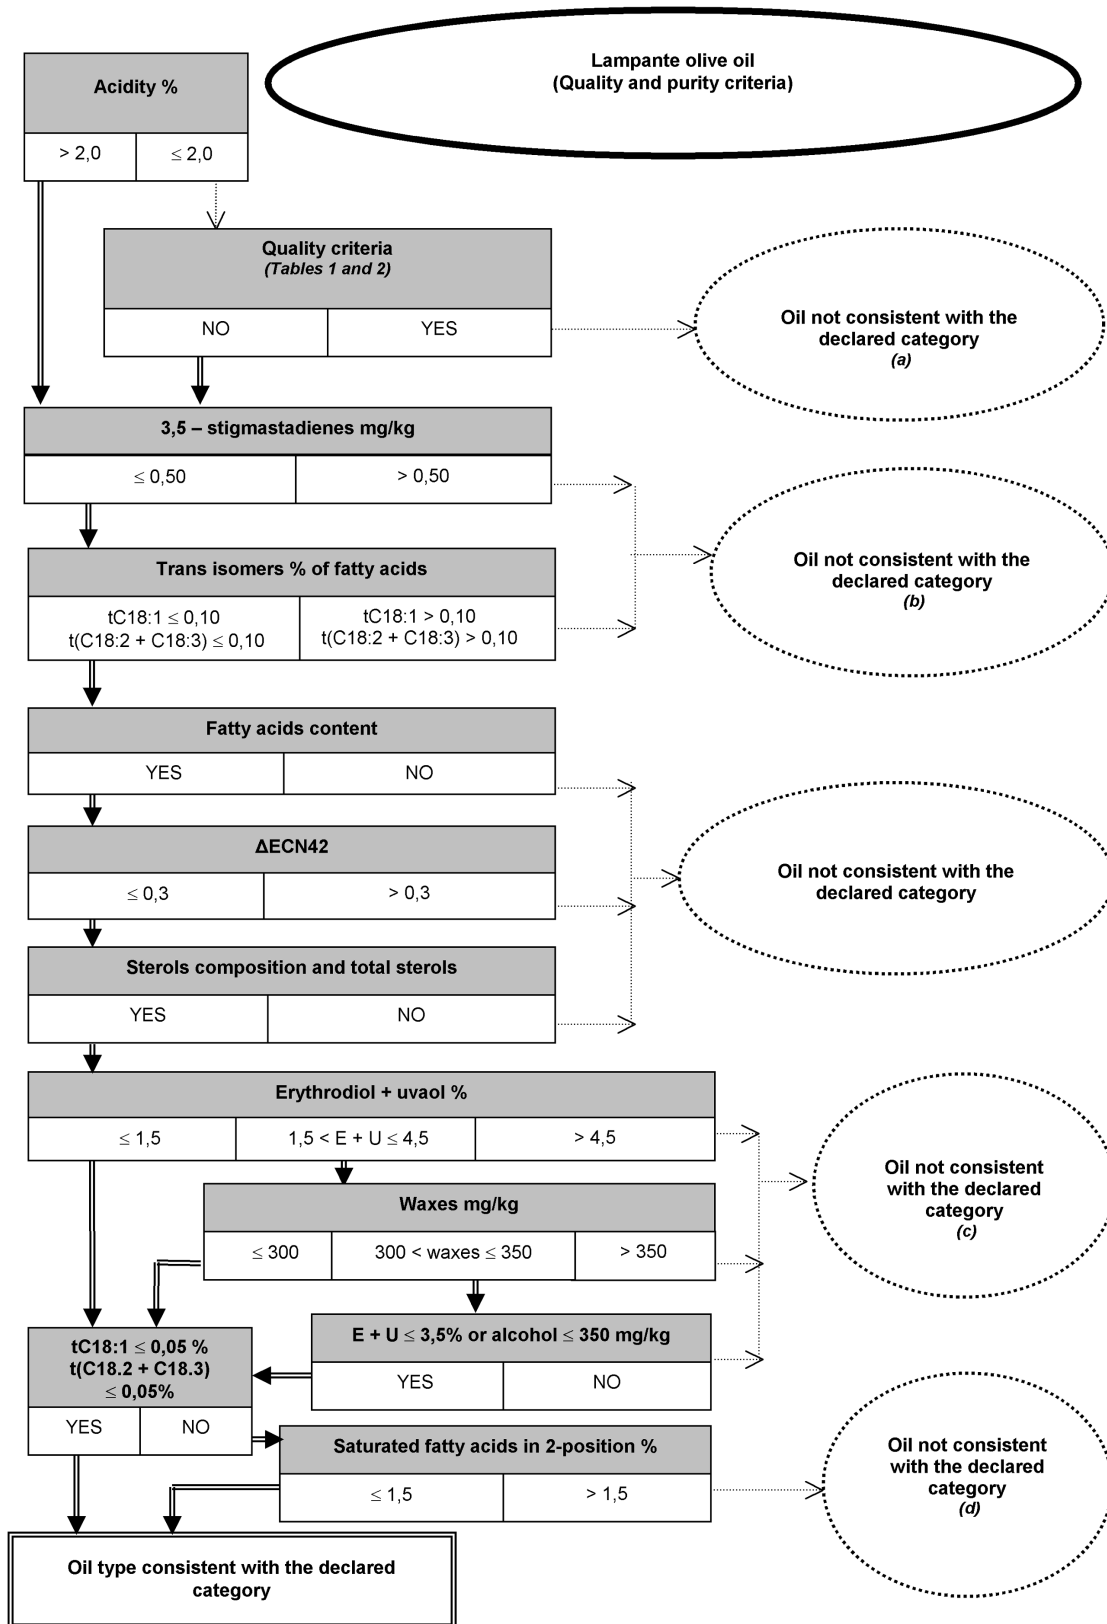 Lampante olive oil
(Quality and purity criteria)
Acidity %
> 2,0
≤ 2,0
Quality criteria
(Tables 1 and 2)
NO
YES
Oil not consistent with the
declared category
(a)
3,5 – stigmastadienes mg/kg
≤ 0,50
> 0,50
Trans isomers % of fatty acids
tC18:1 ≤ 0,10
t(C18:2 + C18:3) ≤ 0,10
tC18:1 > 0,10
t(C18:2 + C18:3) > 0,10
Oil not consistent with the
declared category
(b)
Fatty acids content
YES
NO
ΔECN42
≤ 0,3
> 0,3
Oil not consistent with the
declared category
Sterols composition and total sterols
YES
NO
Erythrodiol + uvaol %
≤ 1,5
1,5 < E + U ≤ 4,5
> 4,5
Waxes mg/kg
≤ 300
300 < waxes ≤ 350
> 350
Oil not consistent
with the declared
category
(c)
E + U ≤ 3,5% or alcohol ≤ 350 mg/kg
YES
NO
tC18:1 ≤ 0,05 %
t(C18.2 + C18.3)
≤ 0,05%
YES
NO
Saturated fatty acids in 2-position %
≤ 1,5
> 1,5
Oil not consistent
with the declared
category
(d)
Oil type consistent with the declared
category